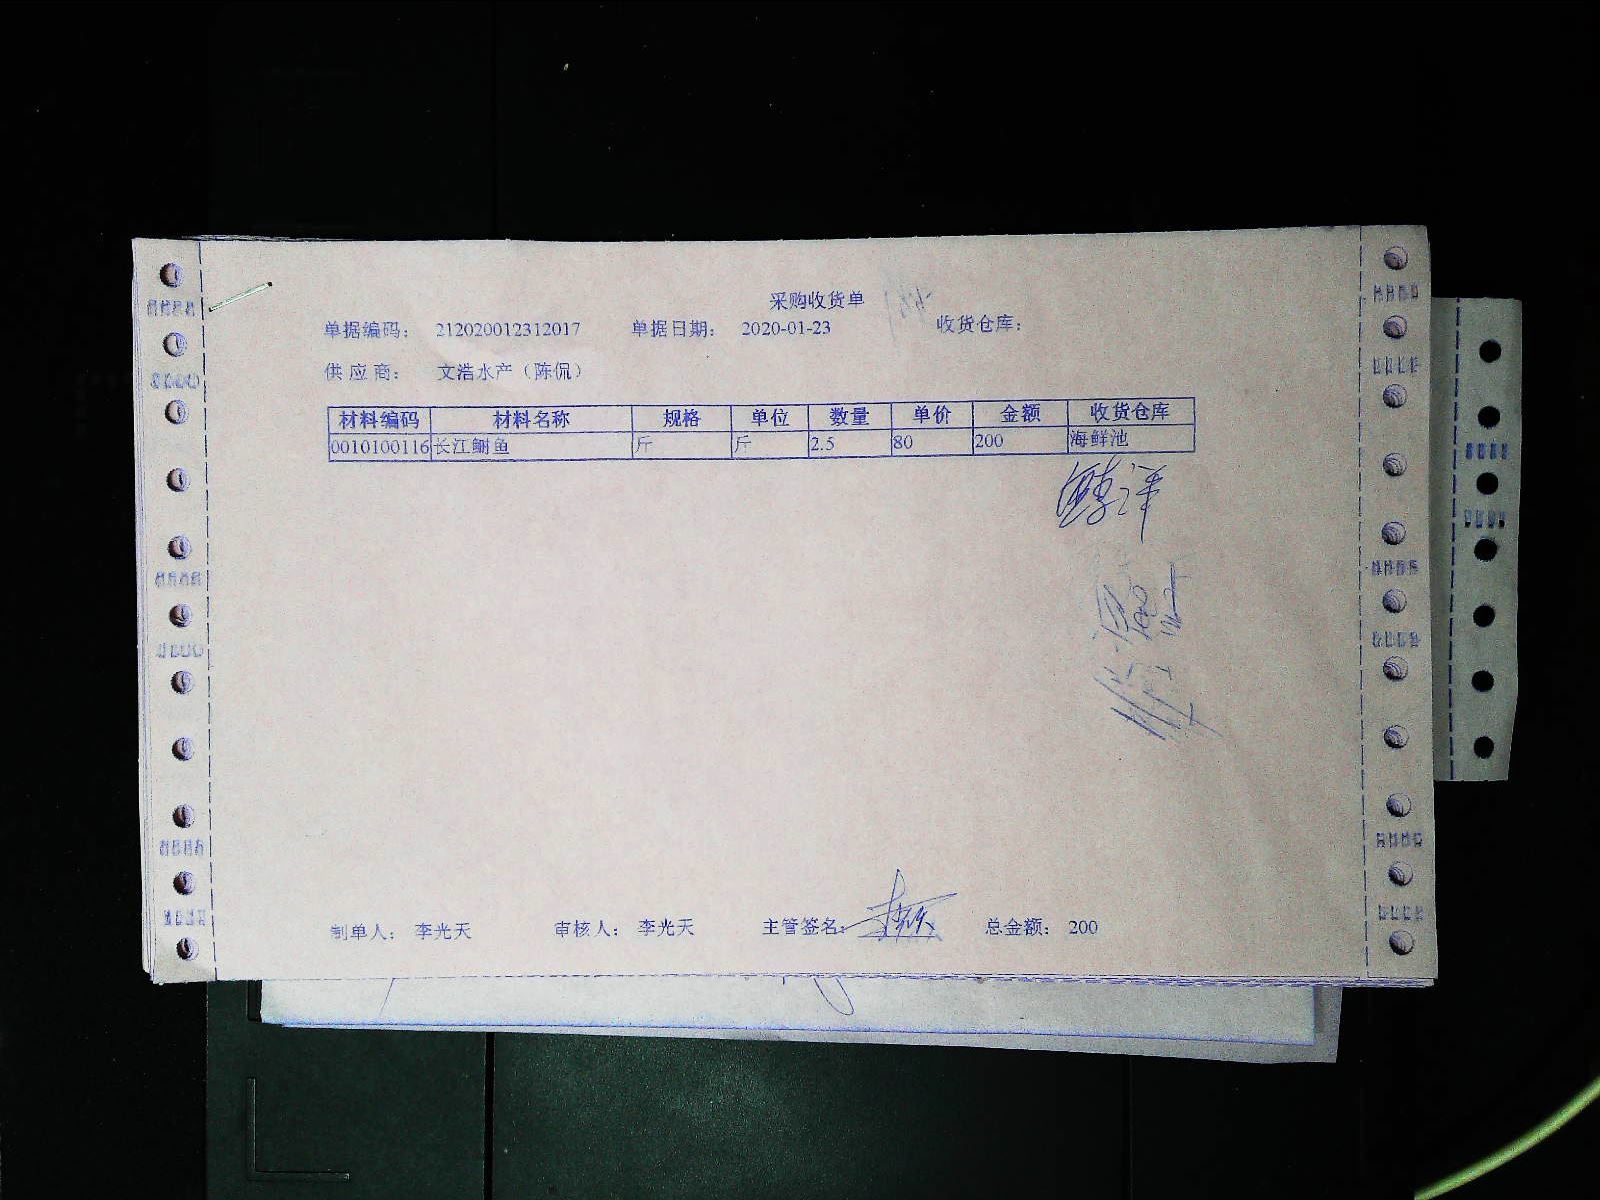 采购收货单
单据编码： 212020012312017 单据日期： 2020-01-23 收货仓库：
供应商： 文浩水产（陈侃）
材料编码 材料名称 规格 单位 数量 单价 金额 收货仓库
0010100116 长江鮰鱼 斤 斤 2.5 80 200 海鲜池
制单人： 李光天 审核人： 李光天 主管签名： 总金额： 200